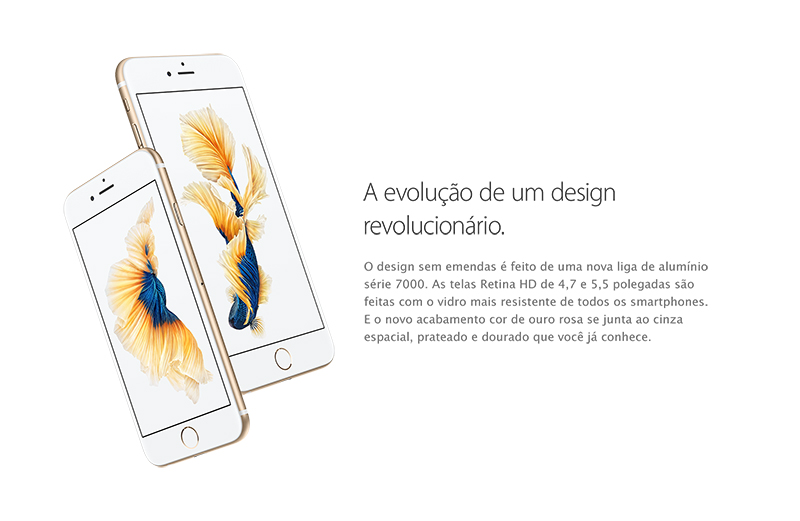 A evolução de um design
revolucionário.
O design sem emendas é feito de uma nova liga de alumínio
série 7000. As telas Retina HD de 4,7 e 5,5 polegadas são
feitas com o vidro mais resistente de todos os smartphones.
E o novo acabamento cor de ouro rosa se junta ao cinza
espacial, prateado e dourado que você já conhece.